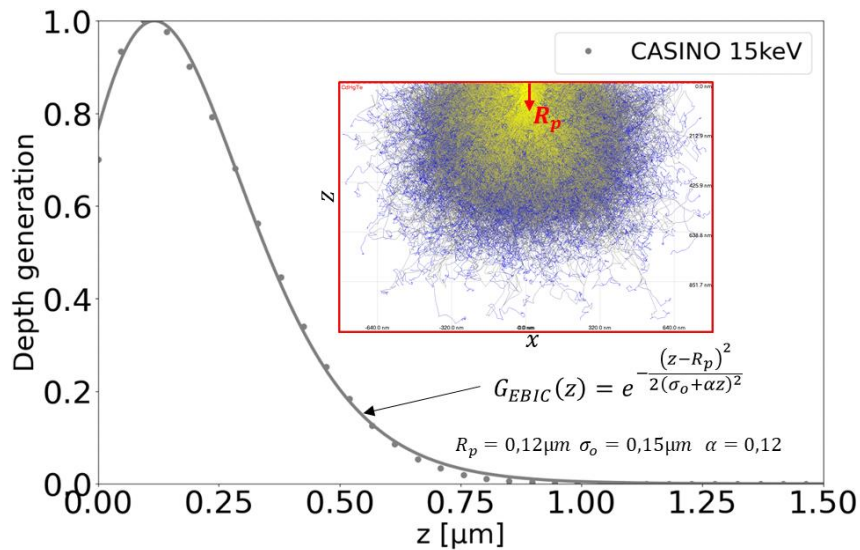 1.0
0.8
0.6
0.4
0.2
0.0
Depth generation
0.00 0.25 0.50 0.75 1.00 1.25 1.50
z [μm]
CASINO 15keV
CdHgTe
R_p
z
0.0 nm
212.9 nm
425.9 nm
638.8 nm
851.7 nm
-640.0 nm -320.0 nm 0.0 nm 320.0 nm 640.0 nm
x
G_{EBIC}(z) = e^{-\frac{(z-R_p)^2}{2(σ_o+αz)^2}}
R_p = 0,12μm σ_o = 0,15μm α = 0,12